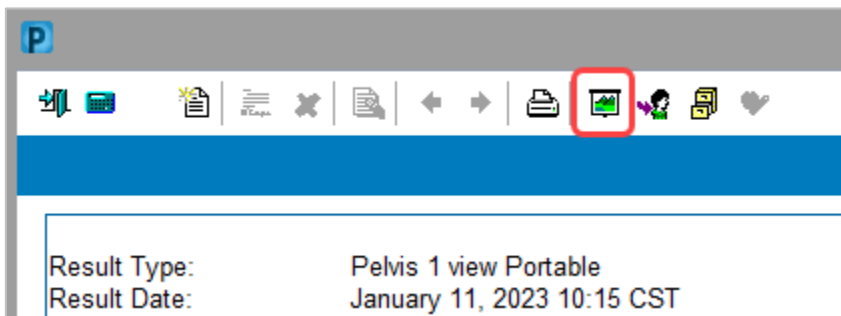 P
Result Type: Pelvis 1 view Portable
Result Date: January 11, 2023 10:15 CST